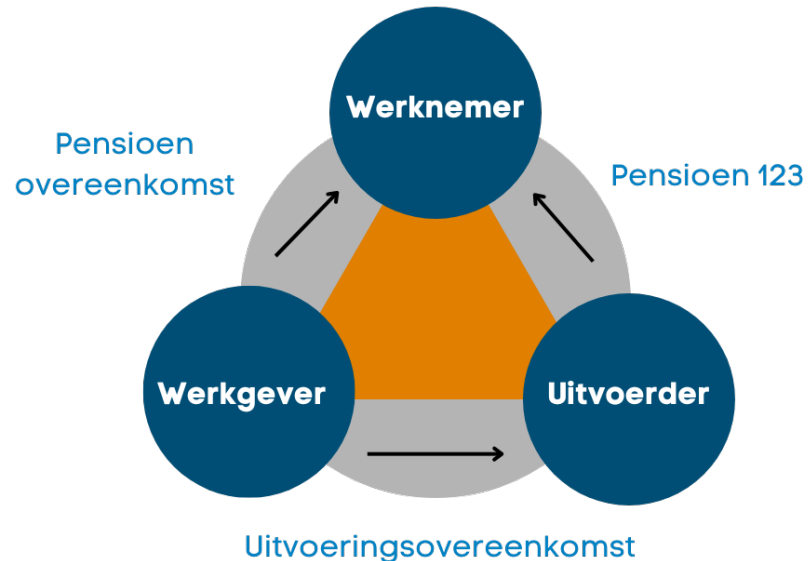 Werknemer
Pensioen
overeenkomst
Pensioen 123
Werkgever
Uitvoerder
Uitvoeringsovereenkomst